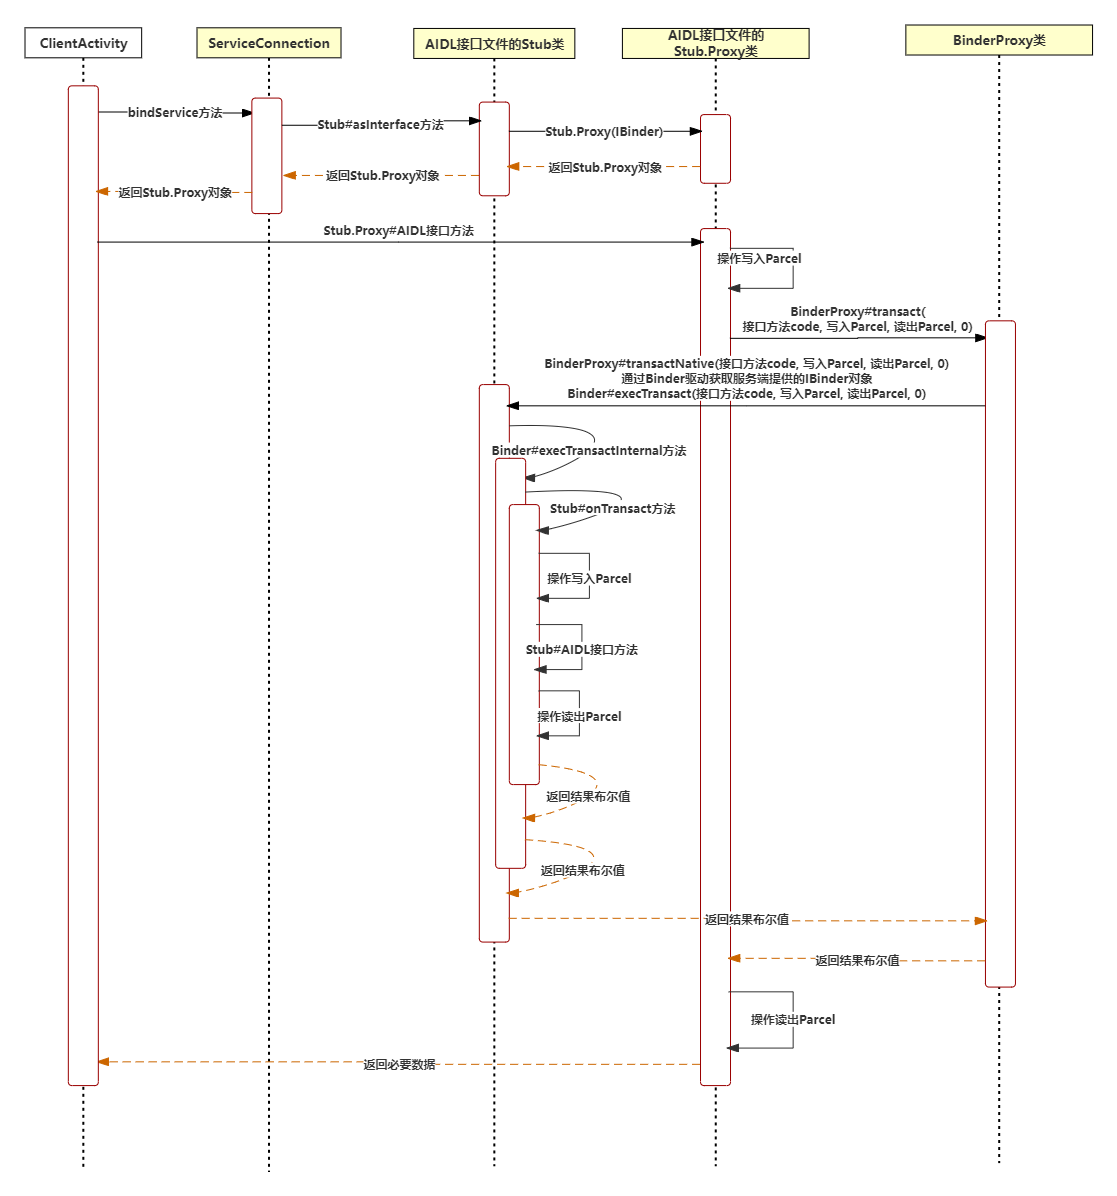 ClientActivity
ServiceConnection
AIDL接口文件的Stub类
AIDL接口文件的
Stub.Proxy类
BinderProxy类
bindService方法
Stub#asInterface方法
Stub.Proxy(IBinder)
返回Stub.Proxy对象
返回Stub.Proxy对象
返回Stub.Proxy对象
Stub.Proxy#AIDL接口方法
操作写入Parcel
BinderProxy#transact(
接口方法code, 写入Parcel, 读出Parcel, 0)
BinderProxy#transactNative(接口方法code, 写入Parcel, 读出Parcel, 0)
通过Binder驱动获取服务端提供的IBinder对象
Binder#execTransact(接口方法code, 写入Parcel, 读出Parcel, 0)
Binder#execTransactInternal方法
Stub#onTransact方法
操作写入Parcel
Stub#AIDL接口方法
操作读出Parcel
返回结果布尔值
返回结果布尔值
返回结果布尔值
返回结果布尔值
操作读出Parcel
返回必要数据